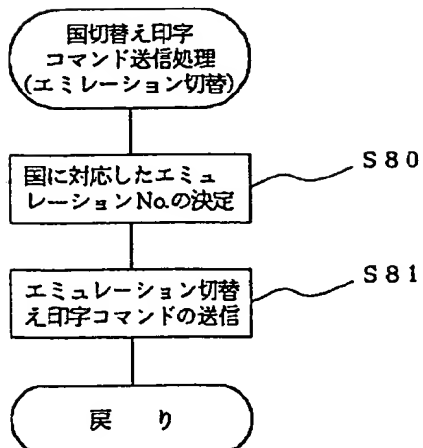 国切替え印字
コマンド送信処理
(エミレーション切替)
国に対応したエミュ
レーションNo.の決定
S80
エミュレーション切替
え印字コマンドの送信
S81
戻り